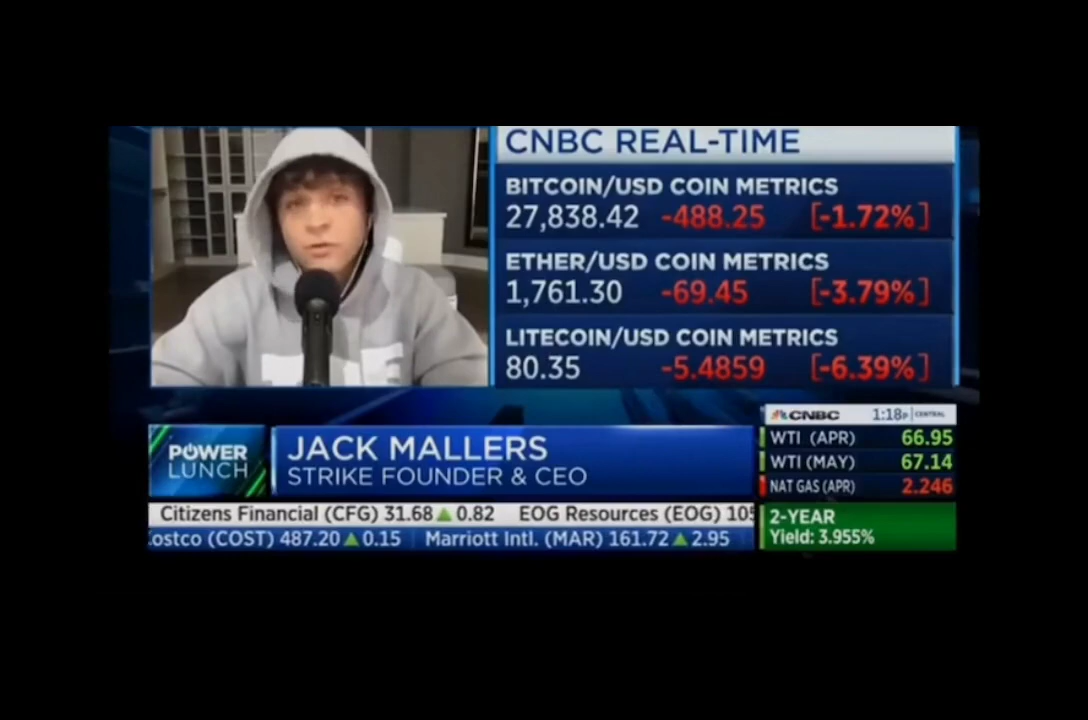 CNBC REAL-TIME
BITCOIN/USD COIN METRICS
27,838.42 -488.25 [-1.72%]
ETHER/USD COIN METRICS
1,761.30 -69.45 [-3.79%]
LITECOIN/USD COIN METRICS
80.35 -5.4859 [-6.39%]
CNBC 1:18P CENTRAL
POWER LUNCH
JACK MALLERS
STRIKE FOUNDER & CEO
WTI (APR) 66.95
WTI (MAY) 67.14
NAT GAS (APR) 2.246
Citizens Financial (CFG) 31.68 ▲ 0.82 EOG Resources (EOG) 105
ostco (COST) 487.20 ▲ 0.15 Marriott Intl. (MAR) 161.72 ▲ 2.95
2-YEAR
Yield: 3.955%